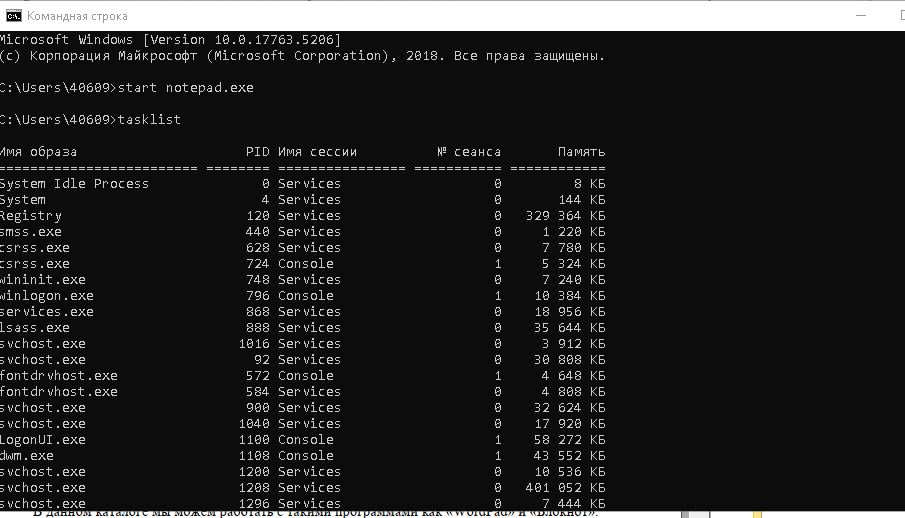 Командная строка
Microsoft Windows [Version 10.0.17763.5206]
(c) Корпорация Майкрософт (Microsoft Corporation), 2018. Все права защищены.
C:\Users\40609>start notepad.exe
C:\Users\40609>tasklist
Имя образа                     PID Имя сессии          № сеанса       Память
========================= ======== ================ =========== ============
System Idle Process              0 Services                   0         8 КБ
System                           4 Services                   0       144 КБ
Registry                       120 Services                   0   329 364 КБ
smss.exe                       440 Services                   0     1 220 КБ
csrss.exe                      628 Services                   0     7 780 КБ
csrss.exe                      724 Console                    1     5 324 КБ
wininit.exe                    748 Services                   0     7 240 КБ
winlogon.exe                   796 Console                    1    10 384 КБ
services.exe                   868 Services                   0    18 956 КБ
lsass.exe                      888 Services                   0    35 644 КБ
svchost.exe                   1016 Services                   0     3 912 КБ
svchost.exe                     92 Services                   0    30 808 КБ
fontdrvhost.exe                572 Console                    1     4 648 КБ
fontdrvhost.exe                584 Services                   0     4 808 КБ
svchost.exe                    900 Services                   0    32 624 КБ
svchost.exe                   1040 Services                   0    17 920 КБ
LogonUI.exe                   1100 Console                    1    58 272 КБ
dwm.exe                       1108 Console                    1    43 552 КБ
svchost.exe                   1200 Services                   0    10 536 КБ
svchost.exe                   1208 Services                   0   401 052 КБ
svchost.exe                   1296 Services                   0     7 444 КБ
В данном каталоге мы можем работать с такими программами как «WordPad» и «Блокнот».